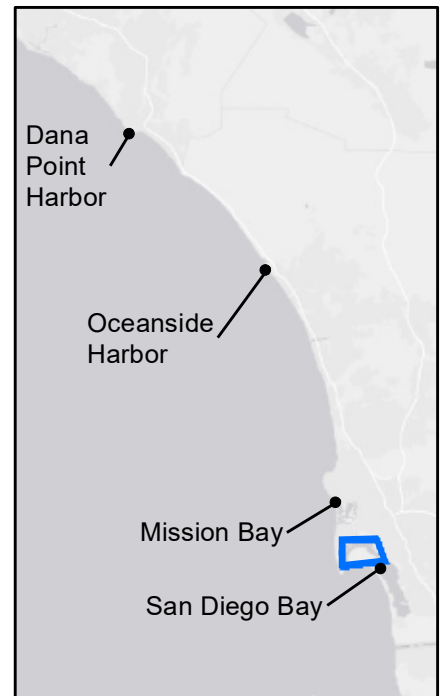 Dana
Point
Harbor
Oceanside
Harbor
Mission Bay
San Diego Bay